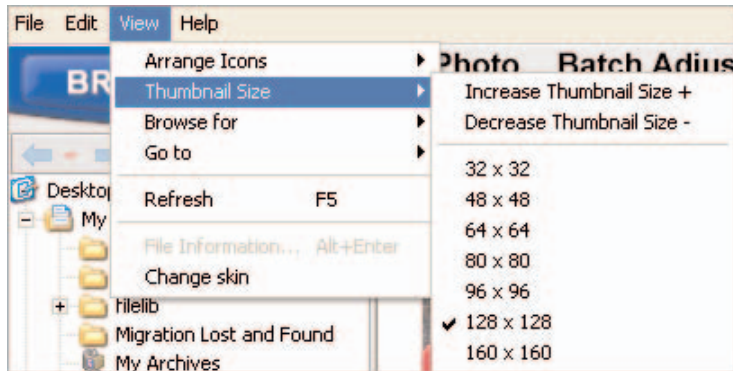 File Edit View Help
BR
Photo Batch Adjus
Arrange Icons
Thumbnail Size
Browse for
Go to
Refresh F5
File Information... Alt+Enter
Change skin
Increase Thumbnail Size +
Decrease Thumbnail Size -
32 x 32
48 x 48
64 x 64
80 x 80
96 x 96
128 x 128
160 x 160
Desktop
My
filelib
Migration Lost and Found
My Archives